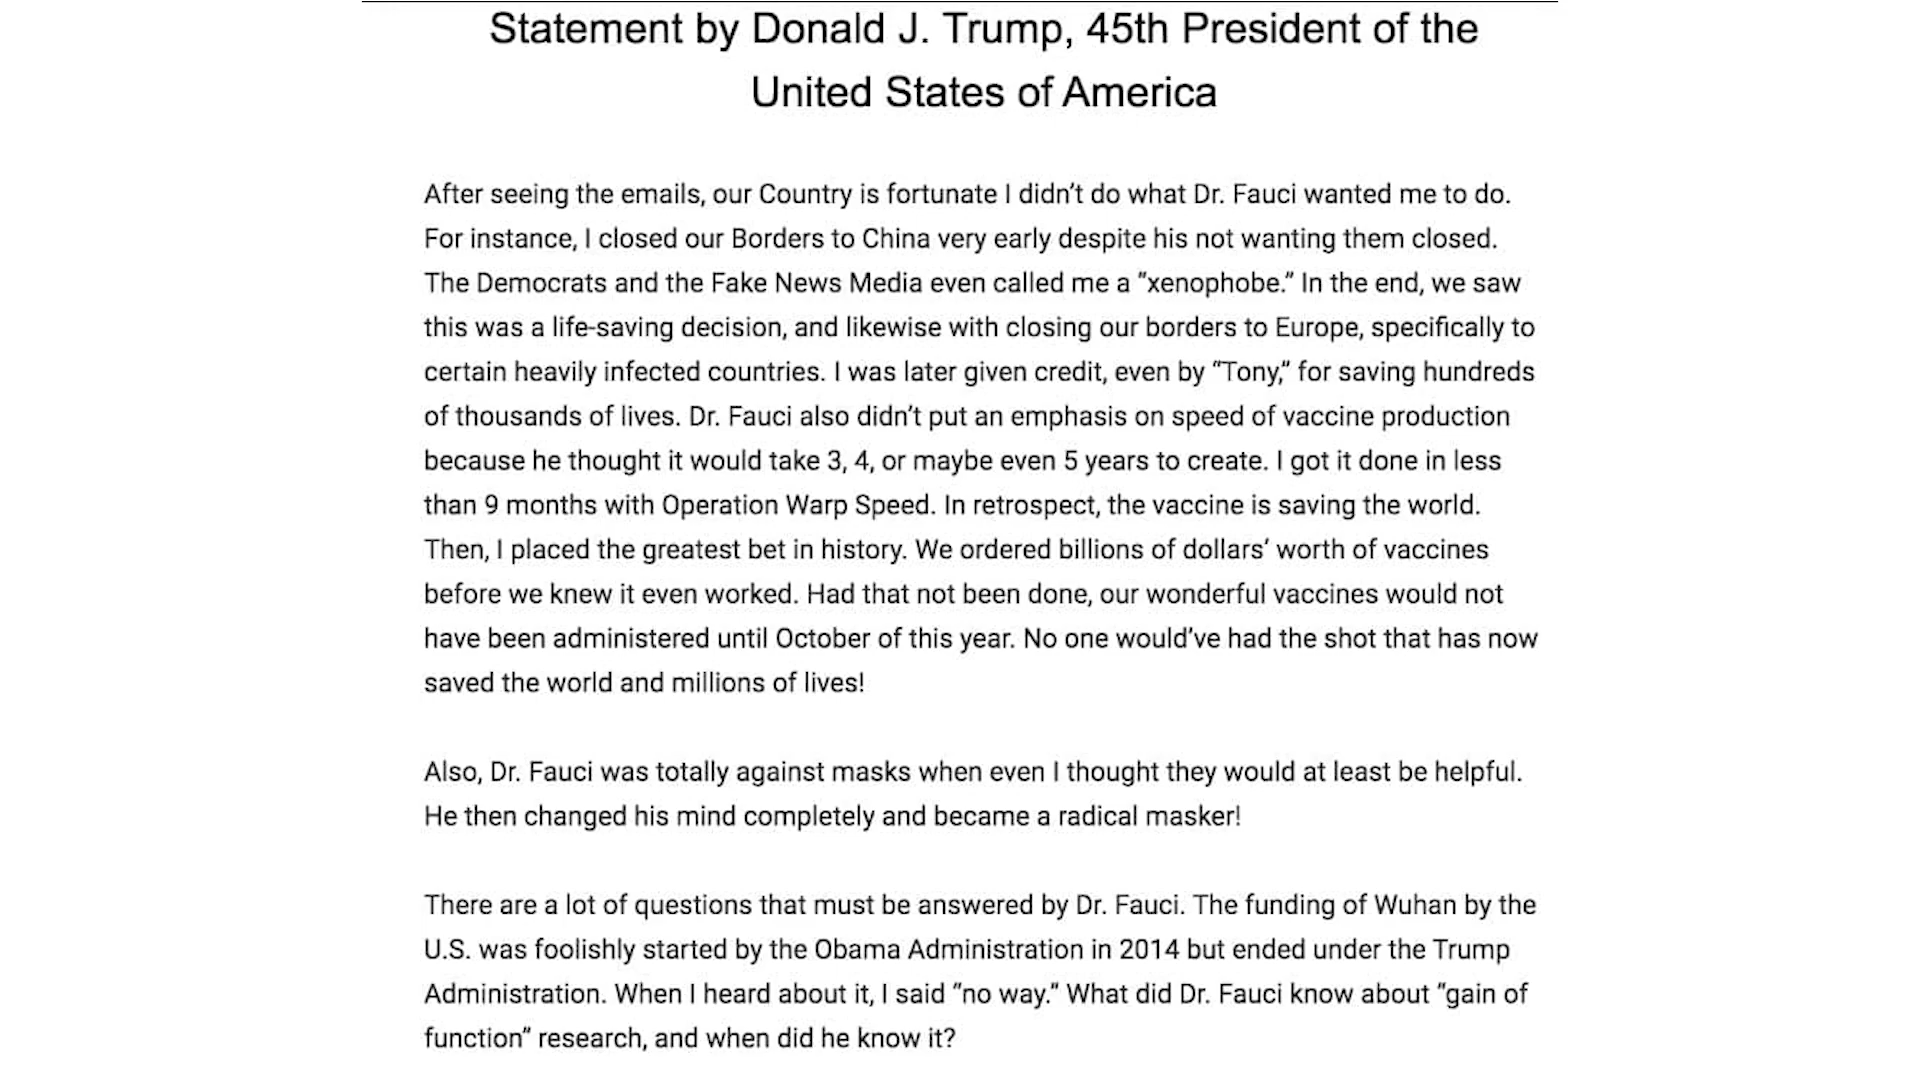 Statement by Donald J. Trump, 45th President of the
United States of America
After seeing the emails, our Country is fortunate I didn’t do what Dr. Fauci wanted me to do.
For instance, I closed our Borders to China very early despite his not wanting them closed.
The Democrats and the Fake News Media even called me a “xenophobe.” In the end, we saw
this was a life-saving decision, and likewise with closing our borders to Europe, specifically to
certain heavily infected countries. I was later given credit, even by “Tony,” for saving hundreds
of thousands of lives. Dr. Fauci also didn’t put an emphasis on speed of vaccine production
because he thought it would take 3, 4, or maybe even 5 years to create. I got it done in less
than 9 months with Operation Warp Speed. In retrospect, the vaccine is saving the world.
Then, I placed the greatest bet in history. We ordered billions of dollars’ worth of vaccines
before we knew it even worked. Had that not been done, our wonderful vaccines would not
have been administered until October of this year. No one would’ve had the shot that has now
saved the world and millions of lives!
Also, Dr. Fauci was totally against masks when even I thought they would at least be helpful.
He then changed his mind completely and became a radical masker!
There are a lot of questions that must be answered by Dr. Fauci. The funding of Wuhan by the
U.S. was foolishly started by the Obama Administration in 2014 but ended under the Trump
Administration. When I heard about it, I said “no way.” What did Dr. Fauci know about “gain of
function” research, and when did he know it?